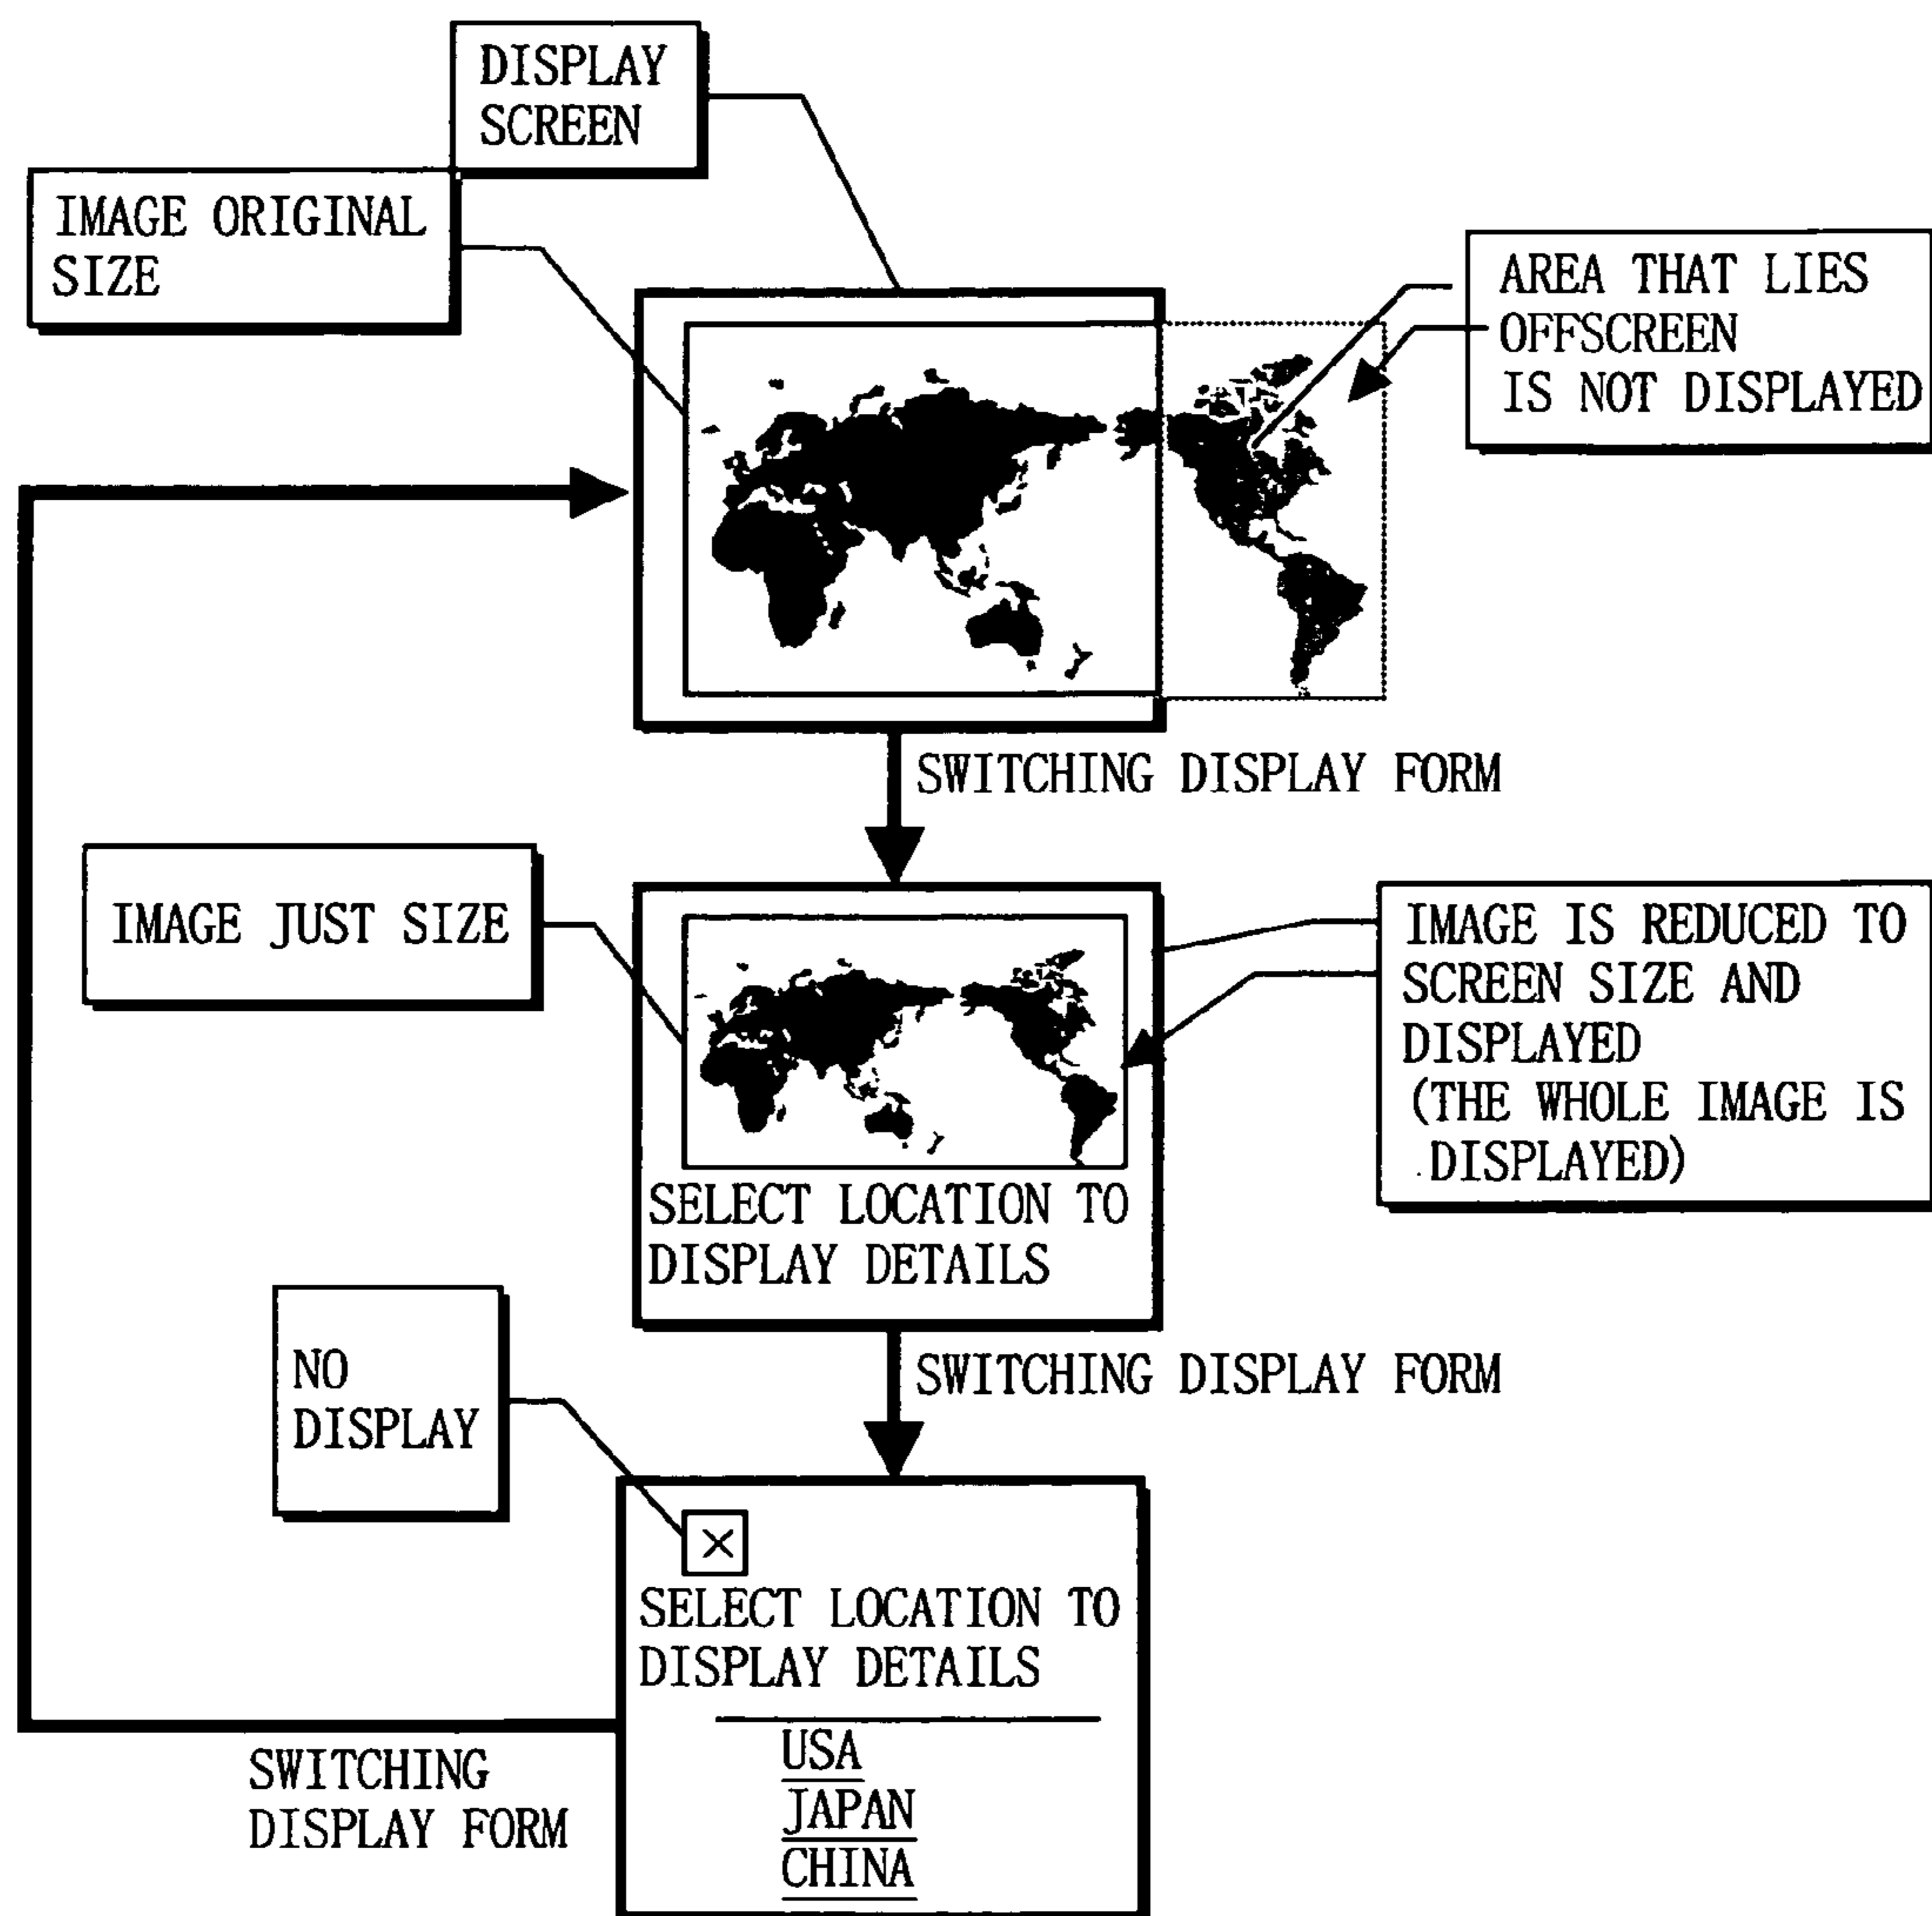 DISPLAY
SCREEN
IMAGE ORIGINAL
SIZE
AREA THAT LIES
OFFSCREEN
IS NOT DISPLAYED
SWITCHING DISPLAY FORM
IMAGE JUST SIZE
IMAGE IS REDUCED TO
SCREEN SIZE AND
DISPLAYED
(THE WHOLE IMAGE IS
DISPLAYED)
SELECT LOCATION TO
DISPLAY DETAILS
SWITCHING DISPLAY FORM
NO
DISPLAY
SELECT LOCATION TO
DISPLAY DETAILS
USA
JAPAN
CHINA
SWITCHING
DISPLAY FORM